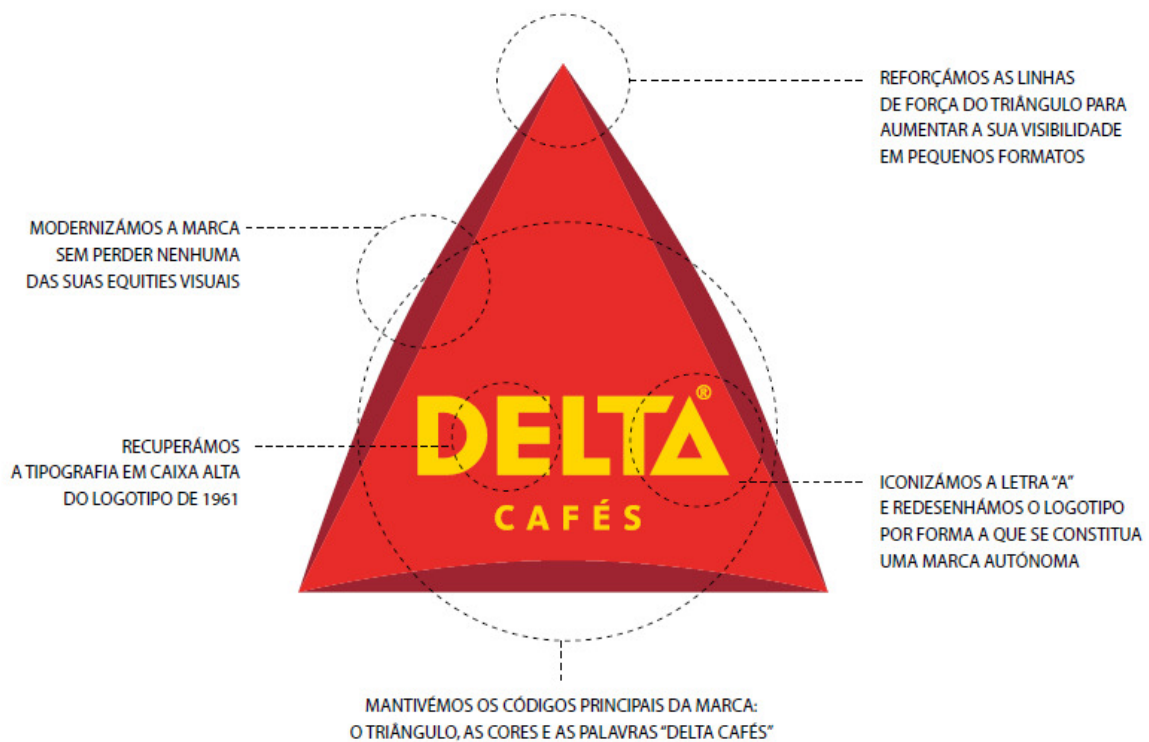 REFORÇÁMOS AS LINHAS
DE FORÇA DO TRIÂNGULO PARA
AUMENTAR A SUA VISIBILIDADE
EM PEQUENOS FORMATOS
MODERNIZÁMOS A MARCA
SEM PERDER NENHUMA
DAS SUAS EQUITIES VISUAIS
DELTA®
CAFÉS
RECUPERÁMOS
A TIPOGRAFIA EM CAIXA ALTA
DO LOGOTIPO DE 1961
ICONIZÁMOS A LETRA “A”
E REDESENHÁMOS O LOGOTIPO
POR FORMA A QUE SE CONSTITUA
UMA MARCA AUTÓNOMA
MANTIVÉMOS OS CÓDIGOS PRINCIPAIS DA MARCA:
O TRIÂNGULO, AS CORES E AS PALAVRAS “DELTA CAFÉS”